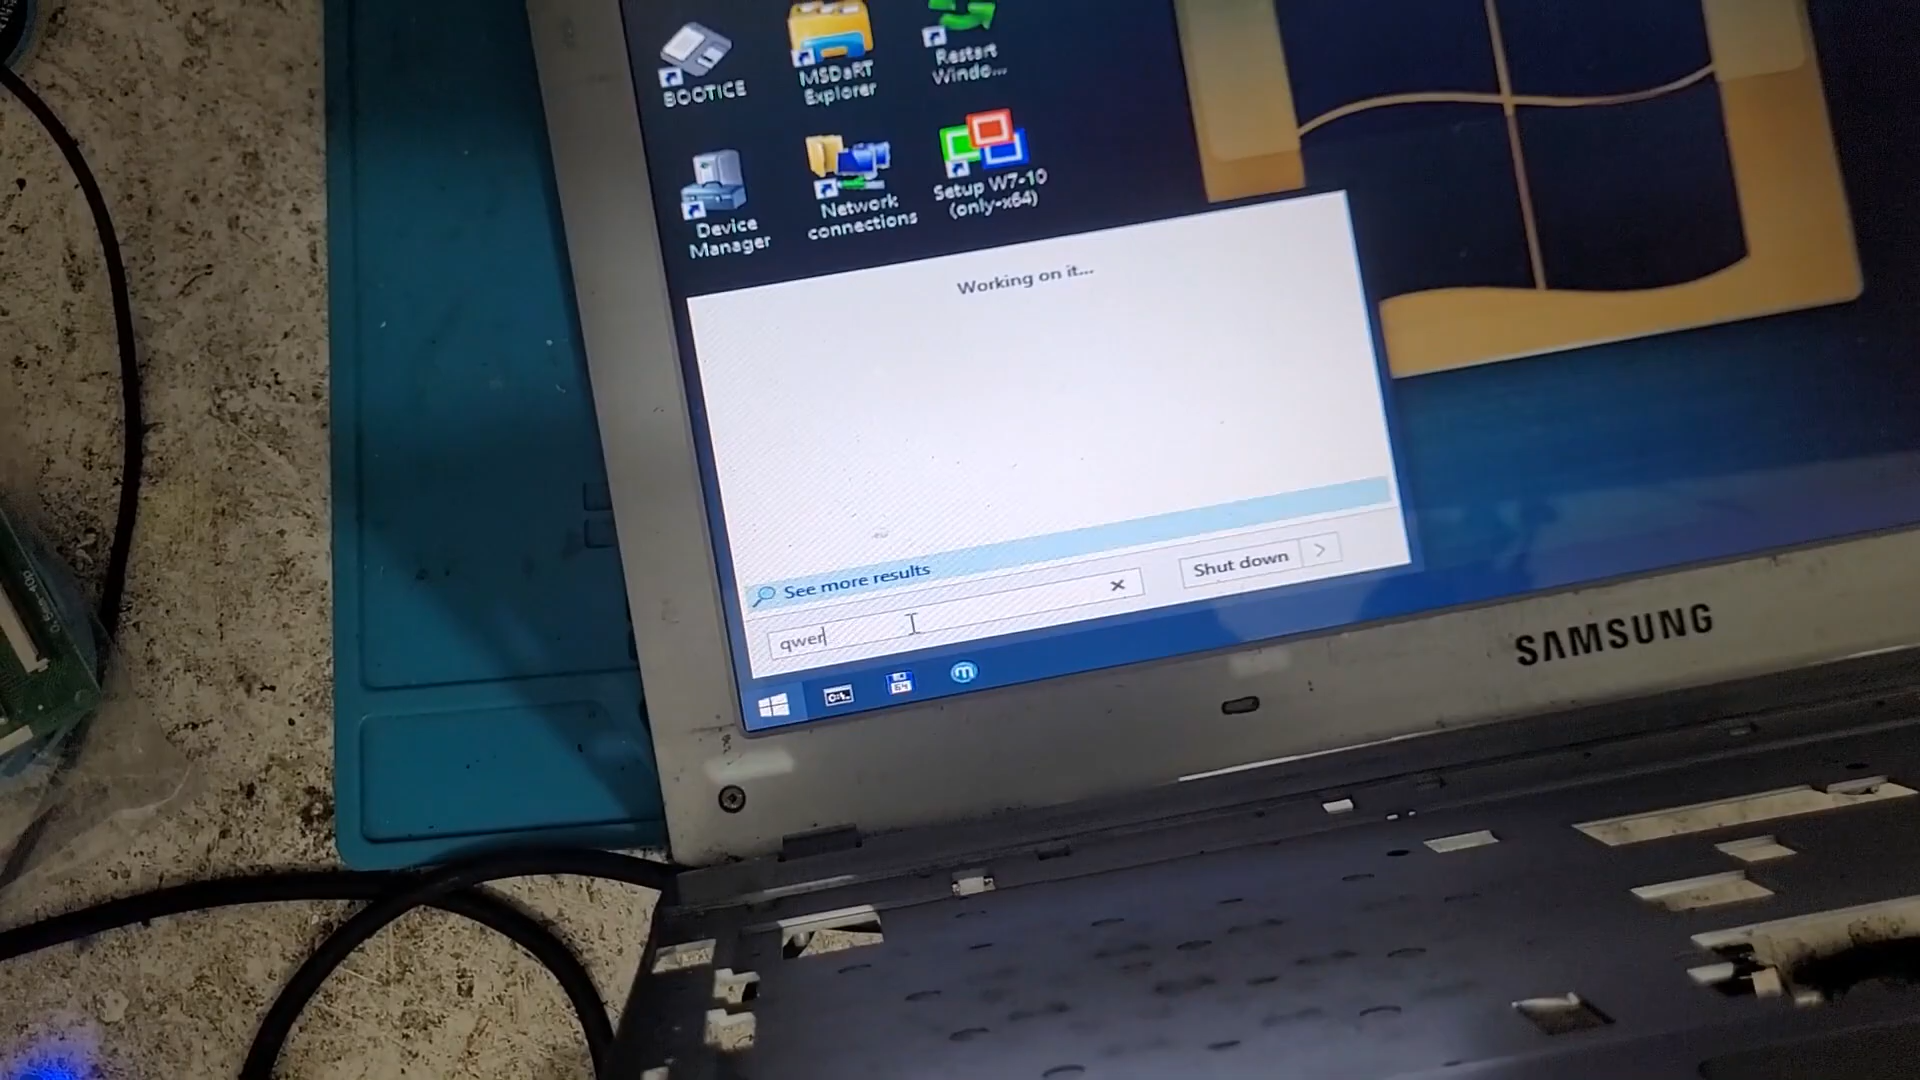 BOOTICE
MSDaRT
Explorer
Restart
Windo...
Device
Manager
Network
connections
Setup W7-10
(only-x64)
Working on it...
See more results
Shut down
qwer
C:\_
64
m
SAMSUNG